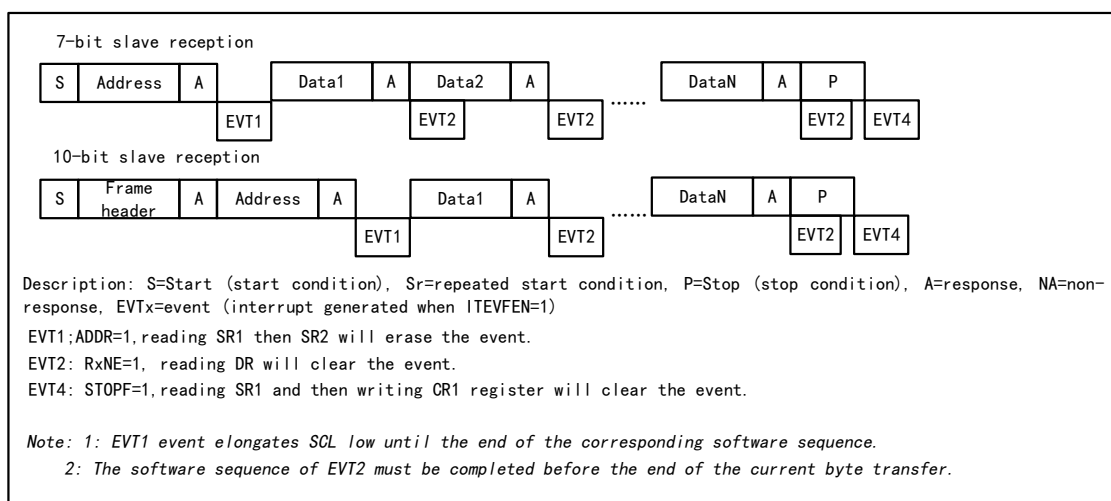 7-bit slave reception
S Address A Data1 A Data2 A ...... DataN A P
EVT1 EVT2 EVT2 EVT2 EVT4
10-bit slave reception
S Frame header A Address A Data1 A ...... DataN A P
EVT1 EVT2 EVT2 EVT4
Description: S=Start (start condition), Sr=repeated start condition, P=Stop (stop condition), A=response, NA=non-
response, EVTx=event (interrupt generated when ITEVFEN=1)
EVT1;ADDR=1,reading SR1 then SR2 will erase the event.
EVT2: RxNE=1, reading DR will clear the event.
EVT4: STOPF=1,reading SR1 and then writing CR1 register will clear the event.
Note: 1: EVT1 event elongates SCL low until the end of the corresponding software sequence.
2: The software sequence of EVT2 must be completed before the end of the current byte transfer.